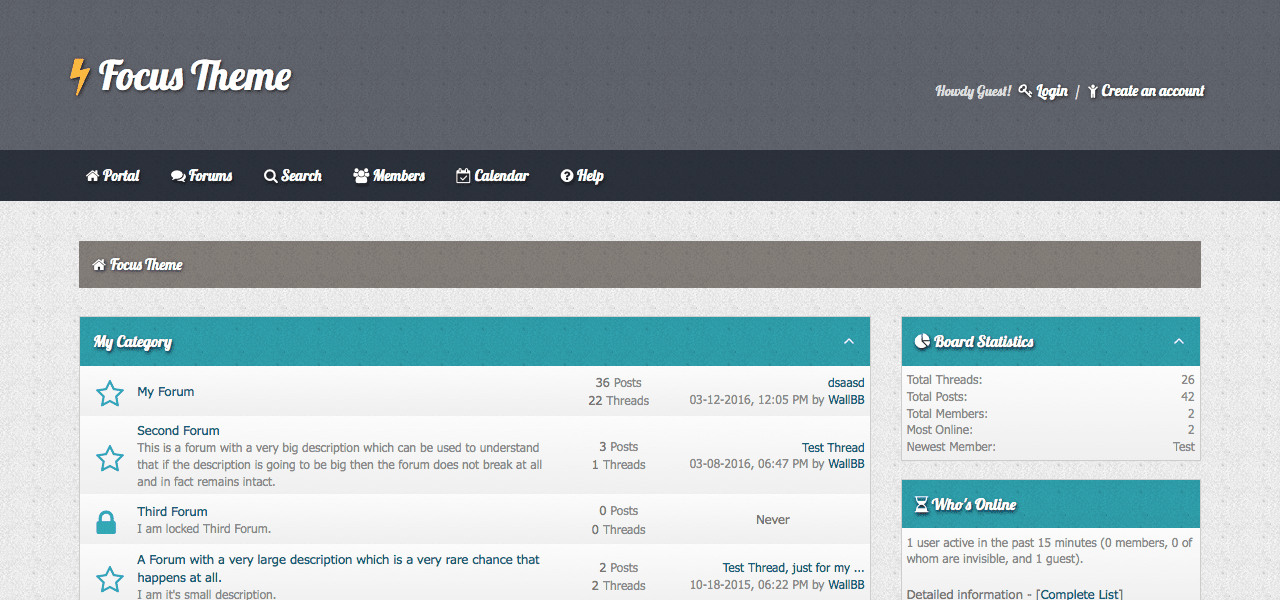 Focus Theme
Howdy Guest! Login / Create an account
Portal Forums Search Members Calendar Help
Focus Theme
My Category
My Forum
36 Posts
22 Threads
dsaasd
03-12-2016, 12:05 PM by WallBB
Second Forum
This is a forum with a very big description which can be used to understand
that if the description is going to be big then the forum does not break at all
and in fact remains intact.
3 Posts
1 Threads
Test Thread
03-08-2016, 06:47 PM by WallBB
Third Forum
I am locked Third Forum.
0 Posts
0 Threads
Never
A Forum with a very large description which is a very rare chance that
happens at all.
I am it's small description.
2 Posts
2 Threads
Test Thread, just for my ...
10-18-2015, 06:22 PM by WallBB
Board Statistics
Total Threads: 26
Total Posts: 42
Total Members: 2
Most Online: 2
Newest Member: Test
Who's Online
1 user active in the past 15 minutes (0 members, 0 of
whom are invisible, and 1 guest).
Detailed information - [Complete List]